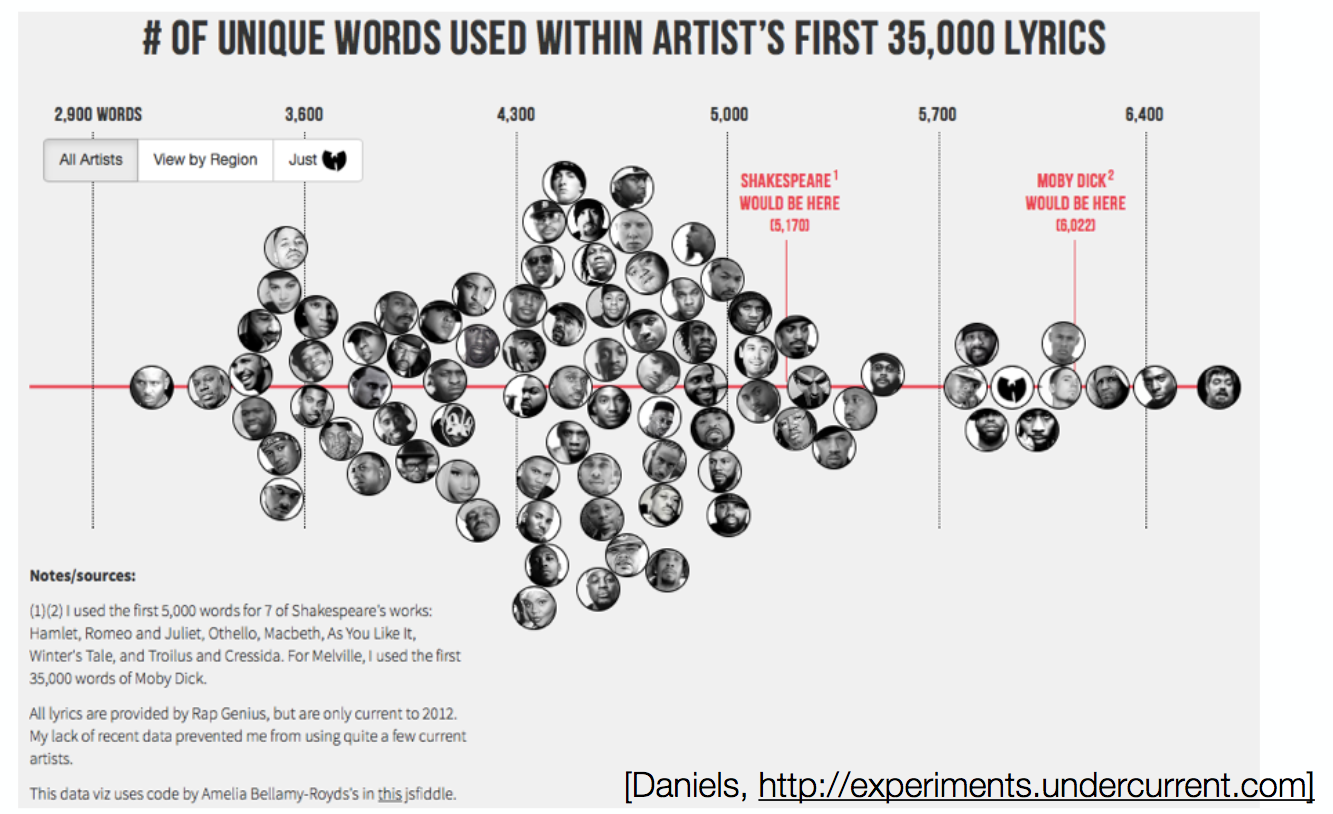 # OF UNIQUE WORDS USED WITHIN ARTIST'S FIRST 35,000 LYRICS
2,900 WORDS 3,600 4,300 5,000 5,700 6,400
All Artists View by Region Just
SHAKESPEARE1
WOULD BE HERE
(5,170)
MOBY DICK2
WOULD BE HERE
(6,022)
Notes/sources:
(1)(2) I used the first 5,000 words for 7 of Shakespeare's works:
Hamlet, Romeo and Juliet, Othello, Macbeth, As You Like It,
Winter's Tale, and Troilus and Cressida. For Melville, I used the first
35,000 words of Moby Dick.
All lyrics are provided by Rap Genius, but are only current to 2012.
My lack of recent data prevented me from using quite a few current
artists.
This data viz uses code by Amelia Bellamy-Royds's in this jsfiddle.
[Daniels, http://experiments.undercurrent.com]